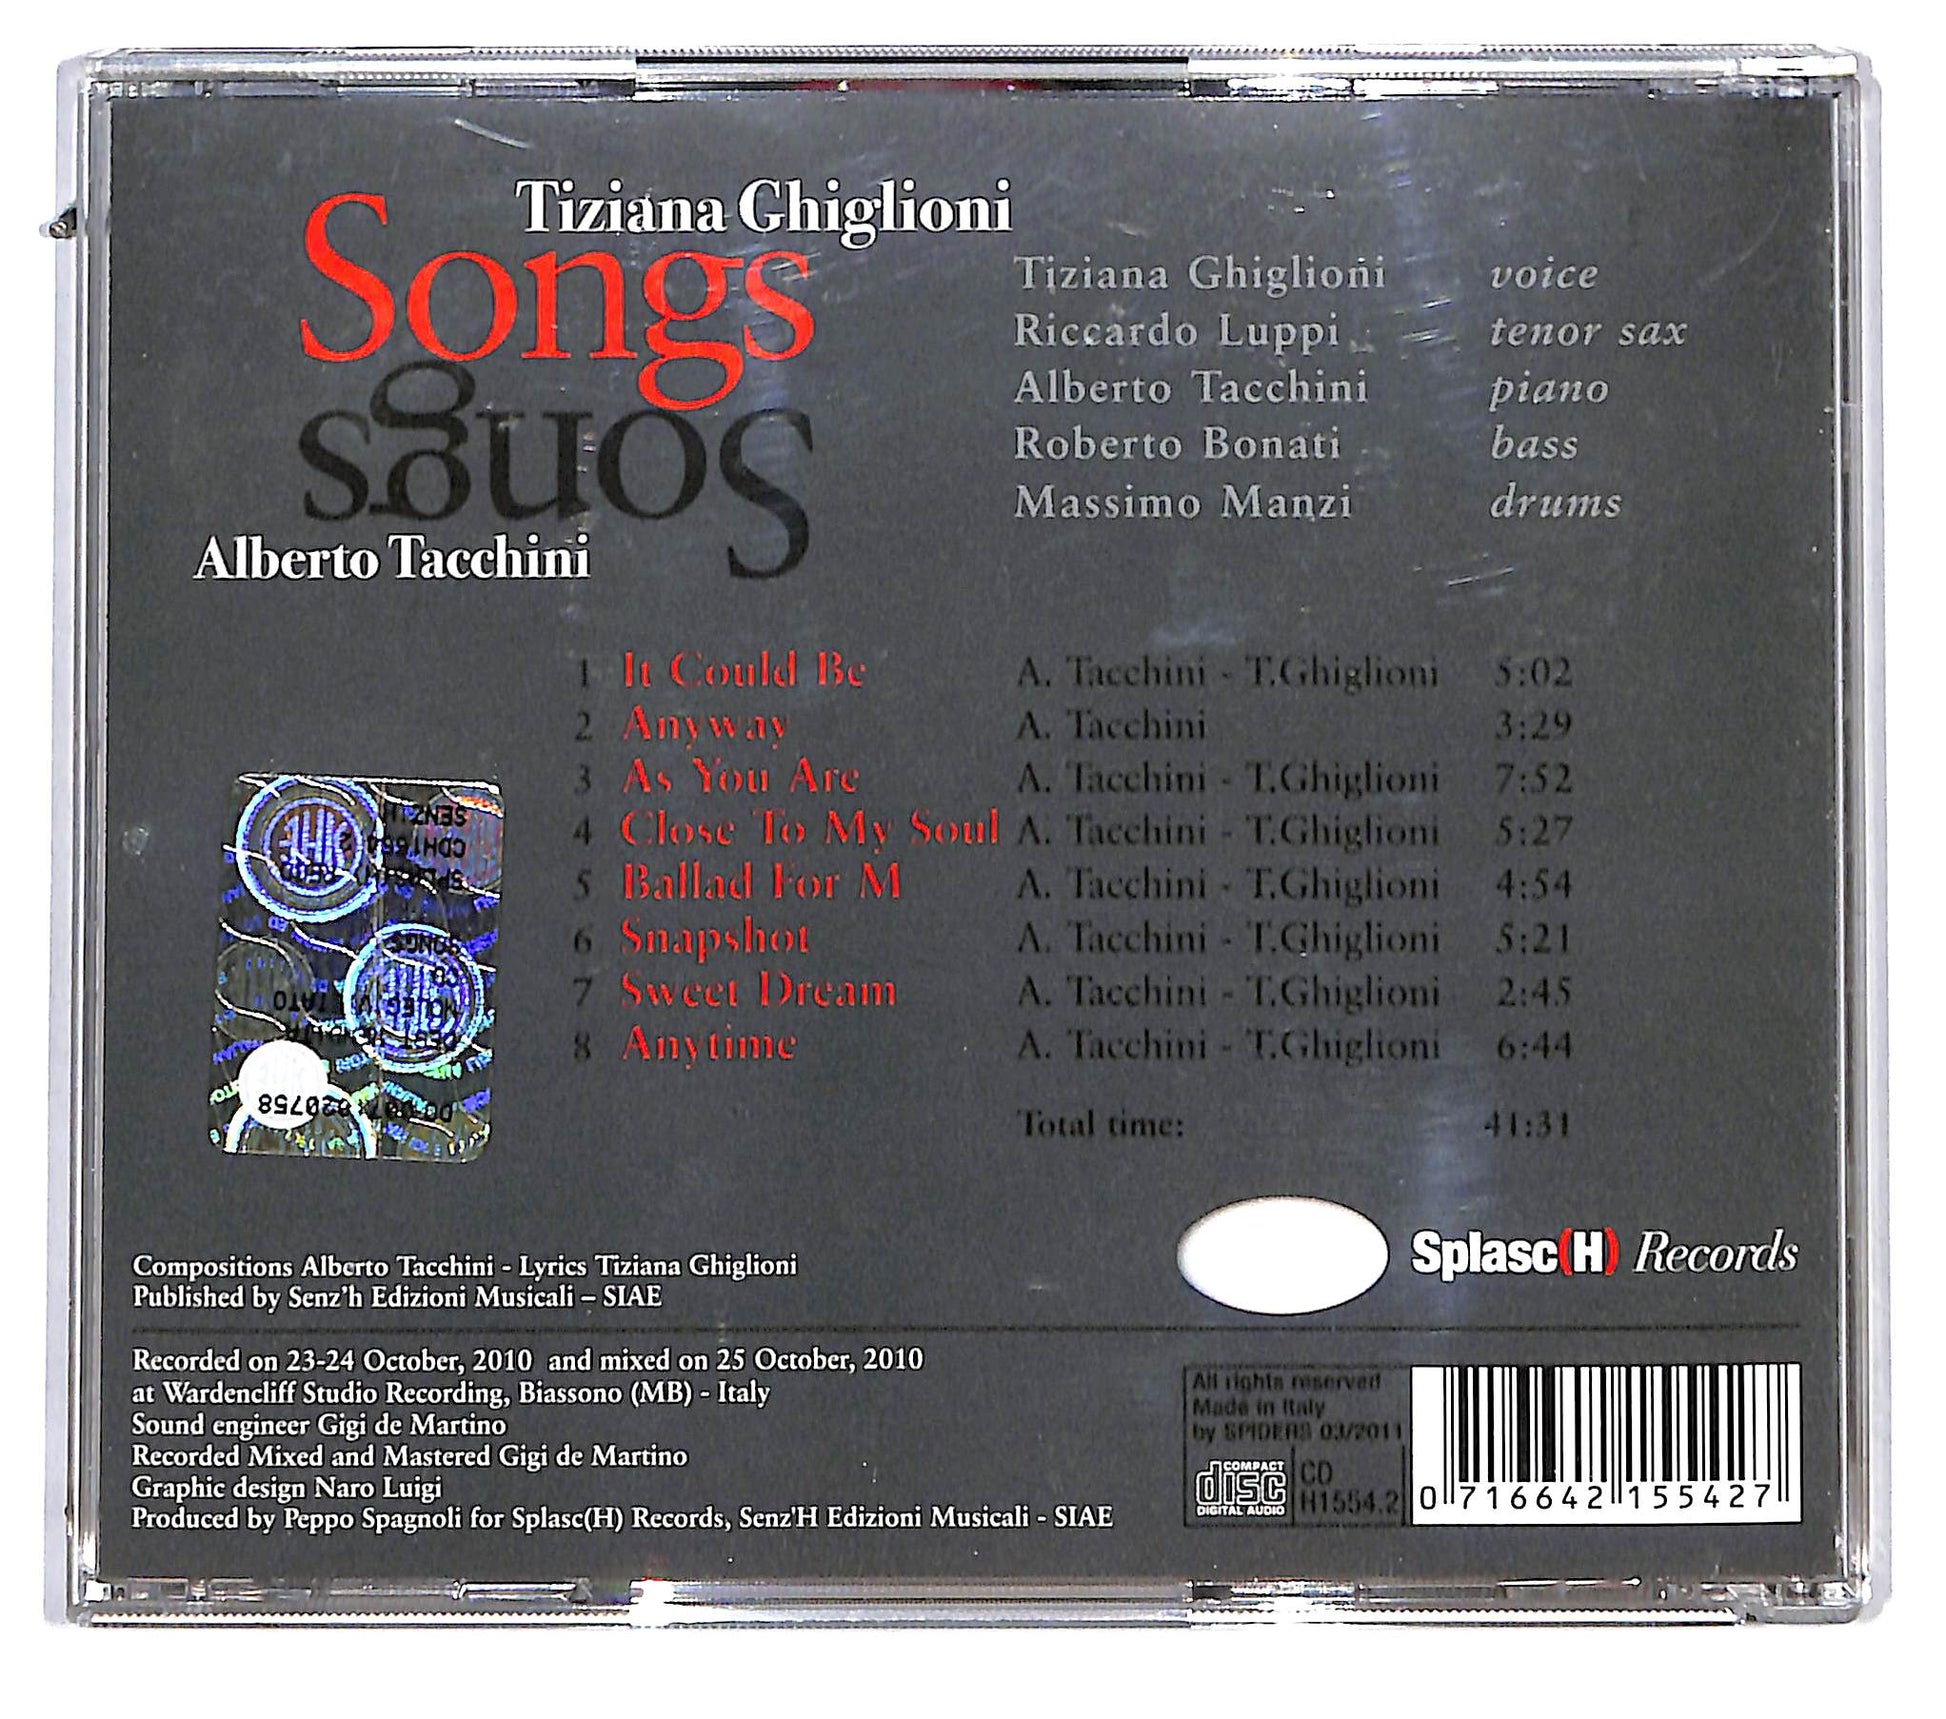 Tiziana Ghiglioni
Songs
Songs
Alberto Tacchini
Tiziana Ghiglioni voice
Riccardo Luppi tenor sax
Alberto Tacchini piano
Roberto Bonati bass
Massimo Manzi drums
1 It Could Be A. Tacchini - T.Ghiglioni 5:02
2 Anyway A. Tacchini 3:29
3 As You Are A. Tacchini - T.Ghiglioni 7:52
4 Close To My Soul A. Tacchini - T.Ghiglioni 5:27
5 Ballad For M A. Tacchini - T.Ghiglioni 4:54
6 Snapshot A. Tacchini - T.Ghiglioni 5:21
7 Sweet Dream A. Tacchini - T.Ghiglioni 2:45
8 Anytime A. Tacchini - T.Ghiglioni 6:44
Total time: 41:31
SONGS
Splasc(H) Records
Compositions Alberto Tacchini - Lyrics Tiziana Ghiglioni
Published by Senz'h Edizioni Musicali – SIAE
Recorded on 23-24 October, 2010 and mixed on 25 October, 2010
at Wardencliff Studio Recording, Biassono (MB) - Italy
Sound engineer Gigi de Martino
Recorded Mixed and Mastered Gigi de Martino
Graphic design Naro Luigi
Produced by Peppo Spagnoli for Splasc(H) Records, Senz'H Edizioni Musicali - SIAE
All rights reserved
Made in Italy
by SPIDERS 03/2011
COMPACT
disc
DIGITAL AUDIO
CD
H1554.2
0 716642 155427